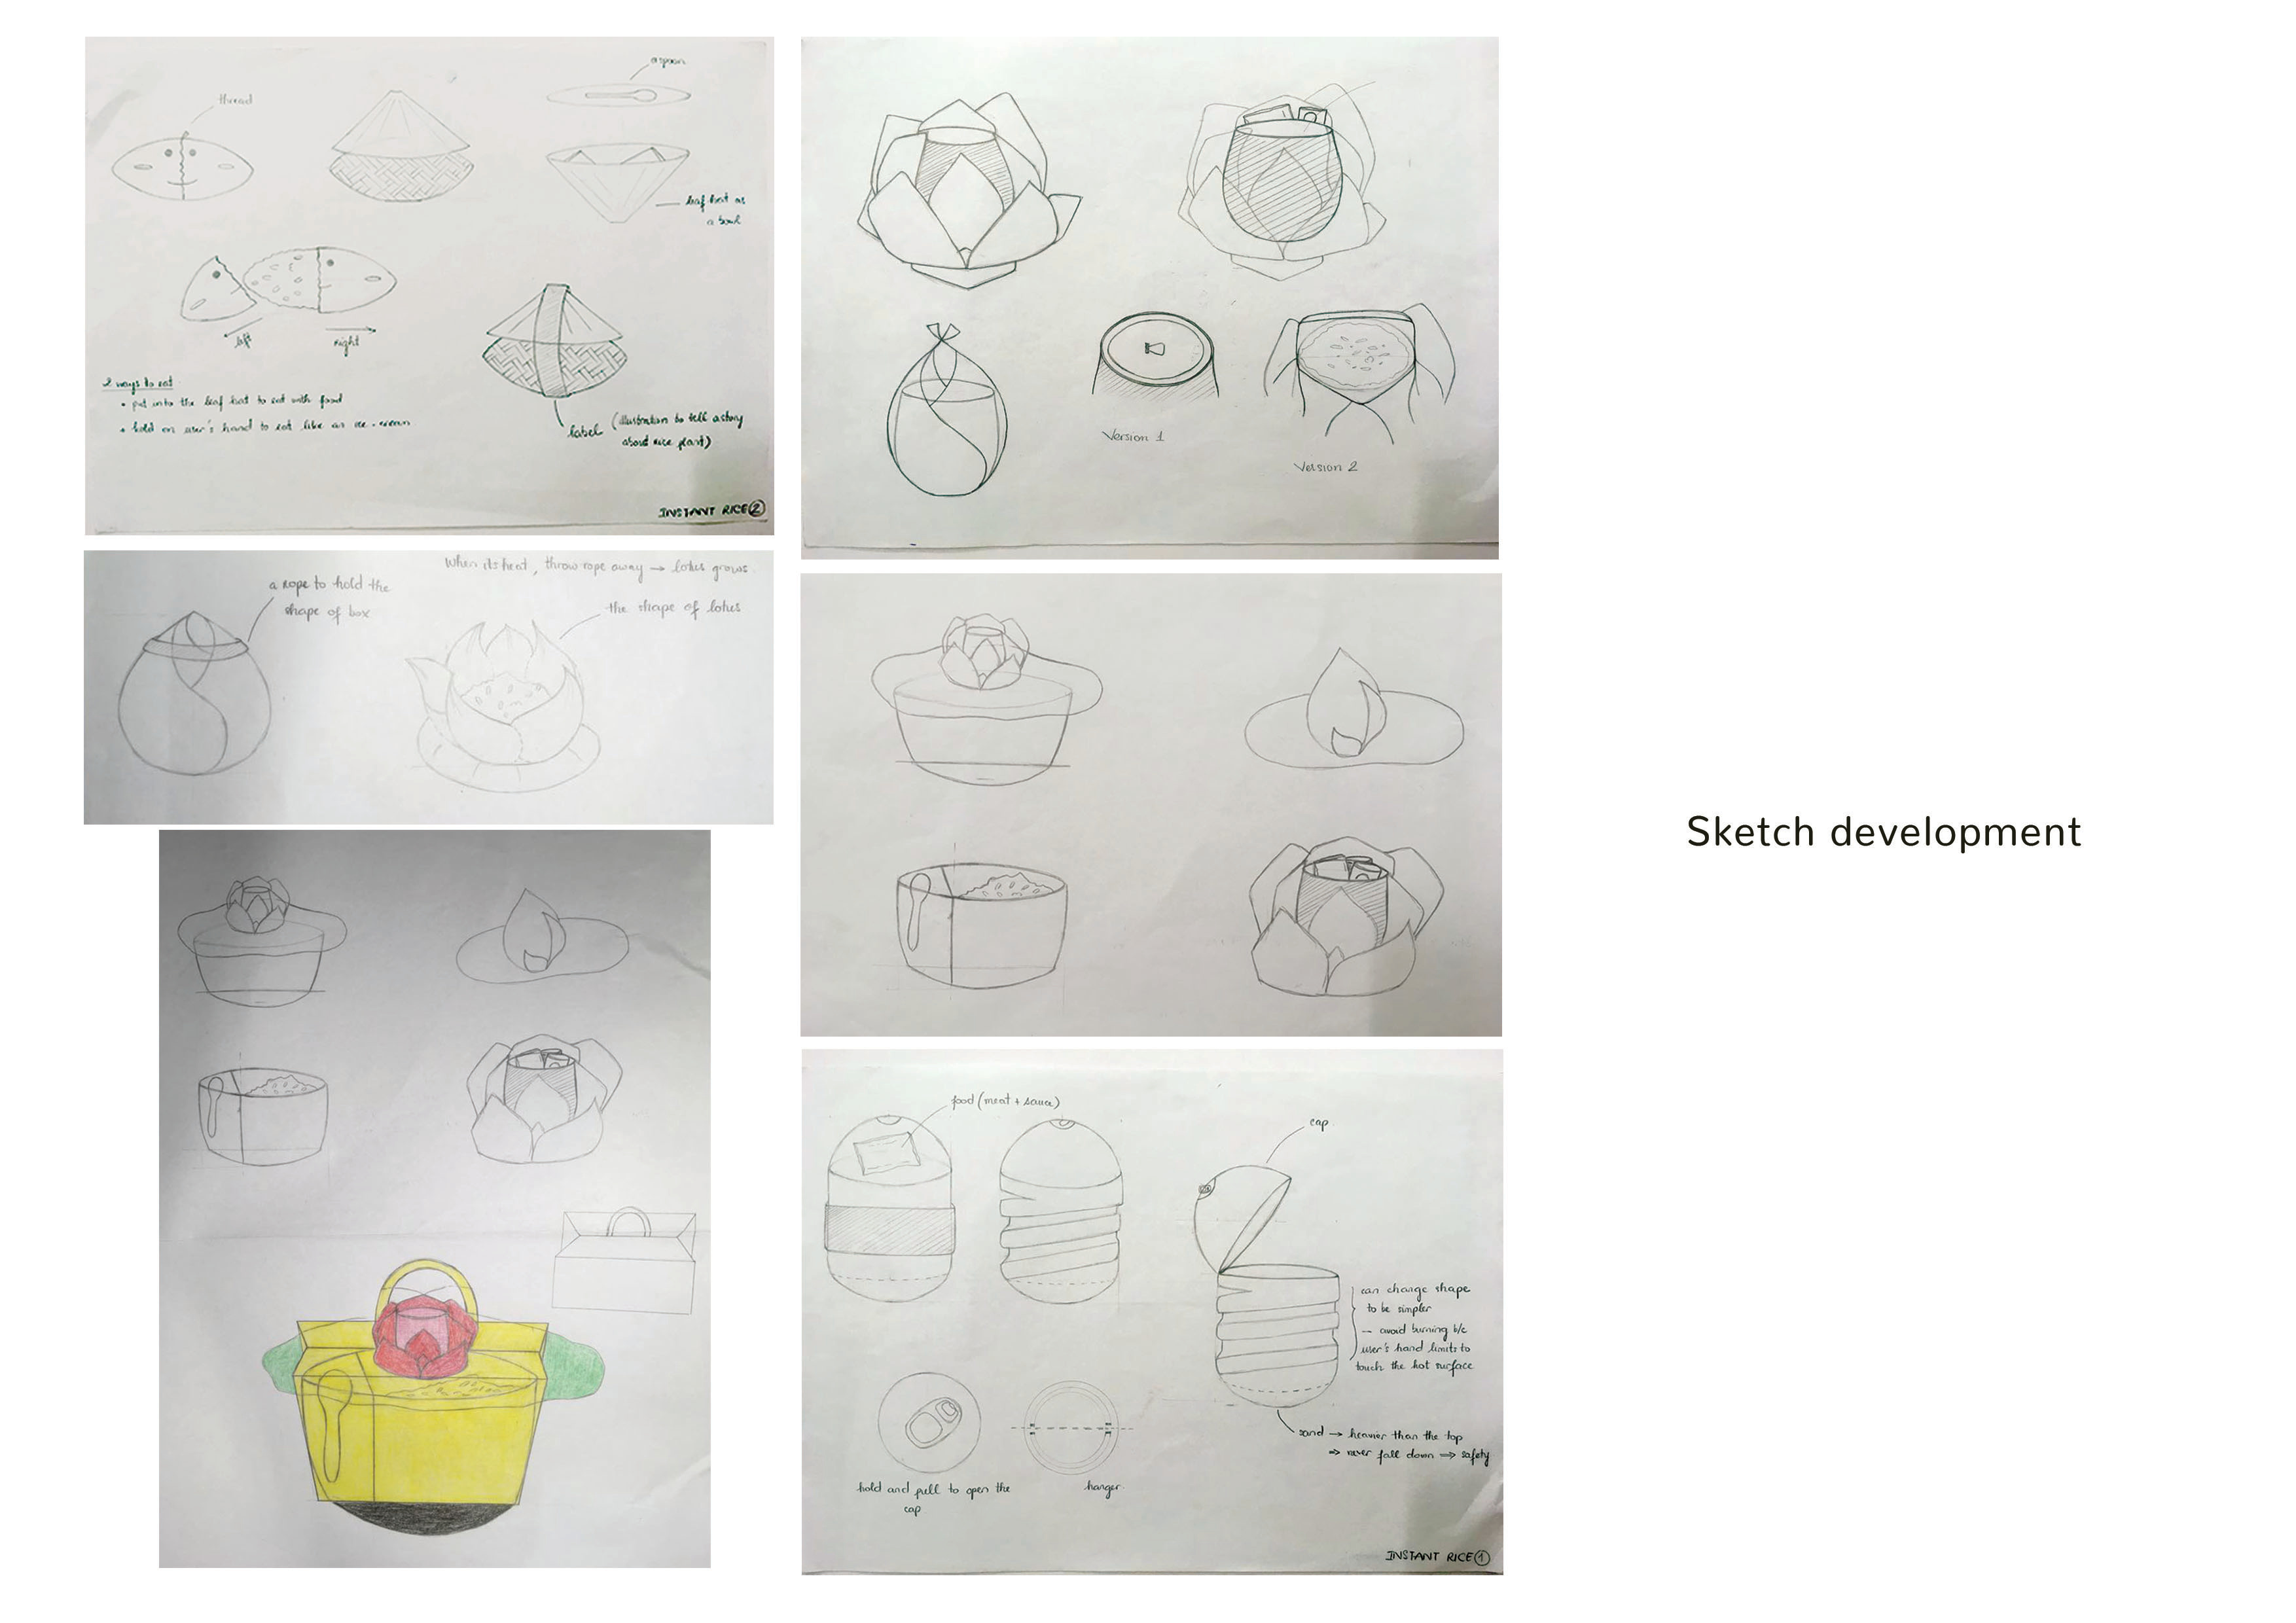 thread
a spoon
leaf hat as
a bowl
left
right
2 ways to eat
• put into the leaf hat to eat with food
• hold on user's hand to eat like an ice-cream
label (illustration to tell a story
about rice plant)
INSTANT RICE 2
Version 1
Version 2
When it's heat, throw rope away → lotus grows.
a rope to hold the
shape of box
the shape of lotus
Sketch development
food (meat + sauce)
cap
can change shape
to be simpler
→ avoid burning b/c
user's hand limits to
touch the hot surface
sand → heavier than the top
⇒ never fall down ⇒ safety
hold and pull to open the
cap
hanger
INSTANT RICE 1